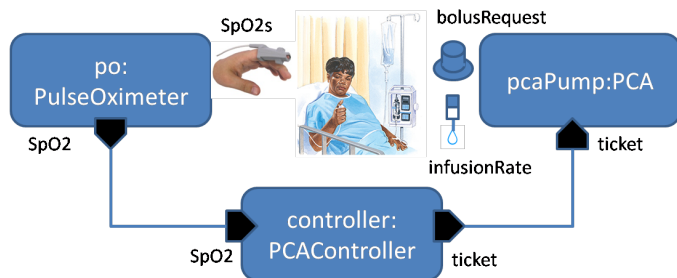 SpO2s
bolusRequest
po:
PulseOximeter
pcaPump:PCA
SpO2
infusionRate
ticket
controller:
PCAController
SpO2
ticket